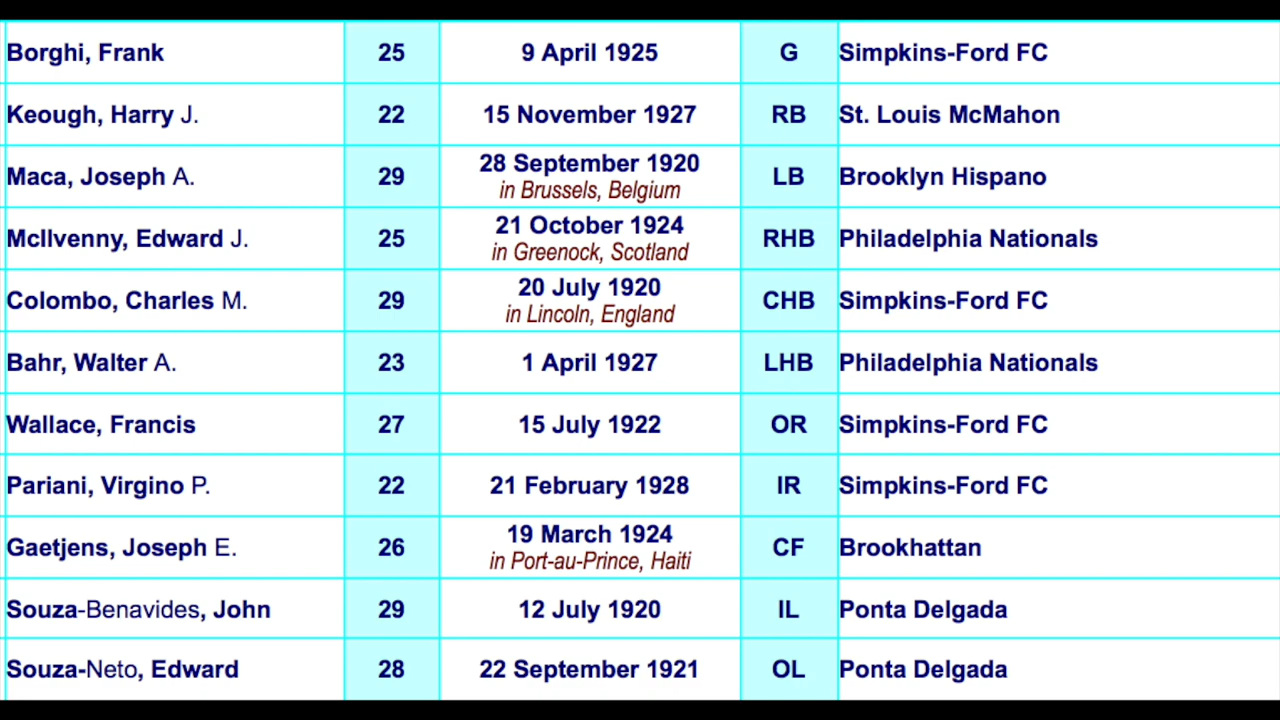 Borghi, Frank 25 9 April 1925 G Simpkins-Ford FC
Keough, Harry J. 22 15 November 1927 RB St. Louis McMahon
Maca, Joseph A. 29 28 September 1920 LB Brooklyn Hispano
in Brussels, Belgium
McIlvenny, Edward J. 25 21 October 1924 RHB Philadelphia Nationals
in Greenock, Scotland
Colombo, Charles M. 29 20 July 1920 CHB Simpkins-Ford FC
in Lincoln, England
Bahr, Walter A. 23 1 April 1927 LHB Philadelphia Nationals
Wallace, Francis 27 15 July 1922 OR Simpkins-Ford FC
Pariani, Virgino P. 22 21 February 1928 IR Simpkins-Ford FC
Gaetjens, Joseph E. 26 19 March 1924 CF Brookhattan
in Port-au-Prince, Haiti
Souza-Benavides, John 29 12 July 1920 IL Ponta Delgada
Souza-Neto, Edward 28 22 September 1921 OL Ponta Delgada